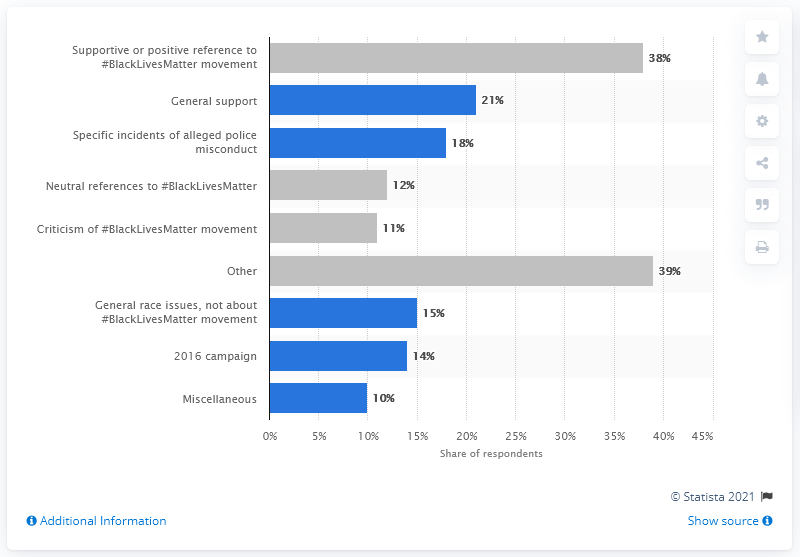 Supportive or positive reference to
#BlackLivesMatter movement
38%
General support
21%
Specific incidents of alleged police
misconduct
18%
Neutral references to #BlackLivesMatter
12%
Criticism of #BlackLivesMatter movement
11%
Other
39%
General race issues, not about
#BlackLivesMatter movement
15%
2016 campaign
14%
Miscellaneous
10%
0% 5% 10% 15% 20% 25% 30% 35% 40% 45%
Share of respondents
© Statista 2021
Additional Information
Show source